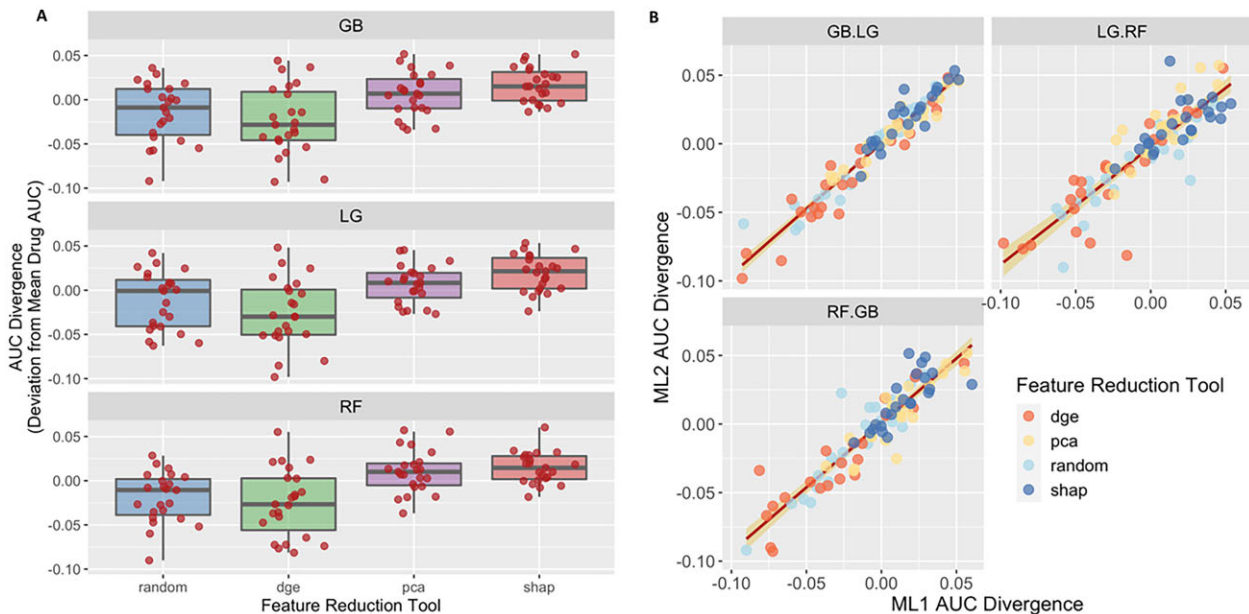 A
GB
0.05
0.00
-0.05
-0.10
LG
0.05
0.00
-0.05
-0.10
RF
0.05
0.00
-0.05
-0.10
random dge pca shap
Feature Reduction Tool
AUC Divergence
(Deviation from Mean Drug AUC)
B
GB.LG LG.RF
0.05
0.00
-0.05
-0.10
-0.10 -0.05 0.00 0.05
RF.GB
0.05
0.00
-0.05
-0.10
-0.10 -0.05 0.00 0.05
ML1 AUC Divergence
ML2 AUC Divergence
Feature Reduction Tool
dge
pca
random
shap